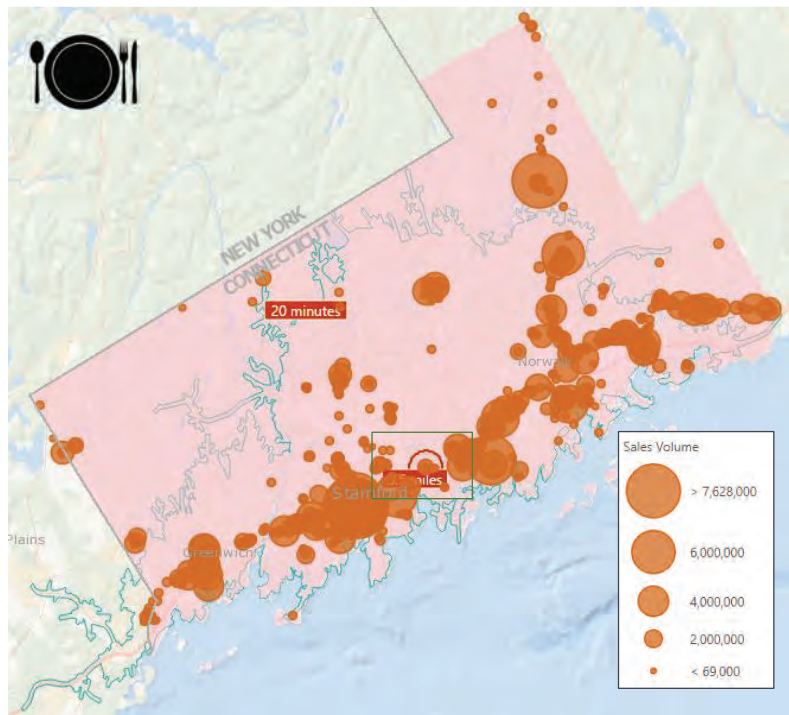 NEW YORK
CONNECTICUT
20 minutes
Norwalk
miles
Stamford
Plains
Greenwich
Sales Volume
> 7,628,000
6,000,000
4,000,000
2,000,000
< 69,000